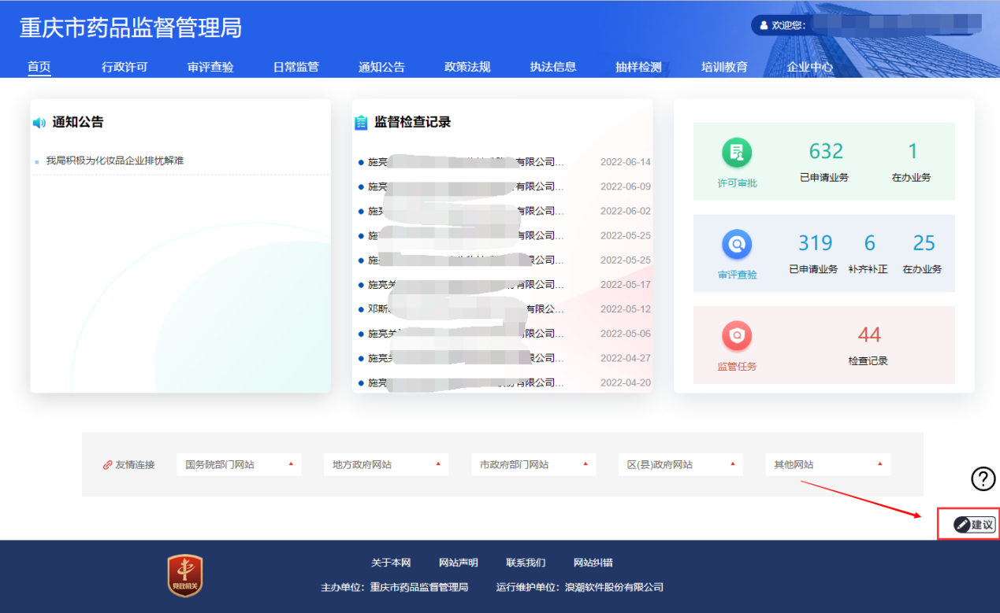 重庆市药品监督管理局
欢迎您:
首页 行政许可 审评查验 日常监管 通知公告 政策法规 执法信息 抽样检测 培训教育 企业中心
通知公告
我局积极为化妆品企业排忧解难
监督检查记录
施亮 有限公司... 2022-06-14
施亮 有限公司... 2022-06-09
施亮 有限公司... 2022-06-02
施 有限公司... 2022-05-25
施 限公司... 2022-05-25
施亮关 有限公司... 2022-05-17
邓斯 有限公... 2022-05-12
施亮关 限公司... 2022-05-06
施亮关 限公司... 2022-04-27
施亮 有限公司... 2022-04-20
许可审批
632 1
已申请业务 在办业务
审评查验
319 6 25
已申请业务 补齐补正 在办业务
监管任务
44
检查记录
友情连接 国务院部门网站 地方政府网站 市政府部门网站 区(县)政府网站 其他网站
?
建议
党政机关
关于本网 网站声明 联系我们 网站纠错
主办单位：重庆市药品监督管理局 运行维护单位：浪潮软件股份有限公司